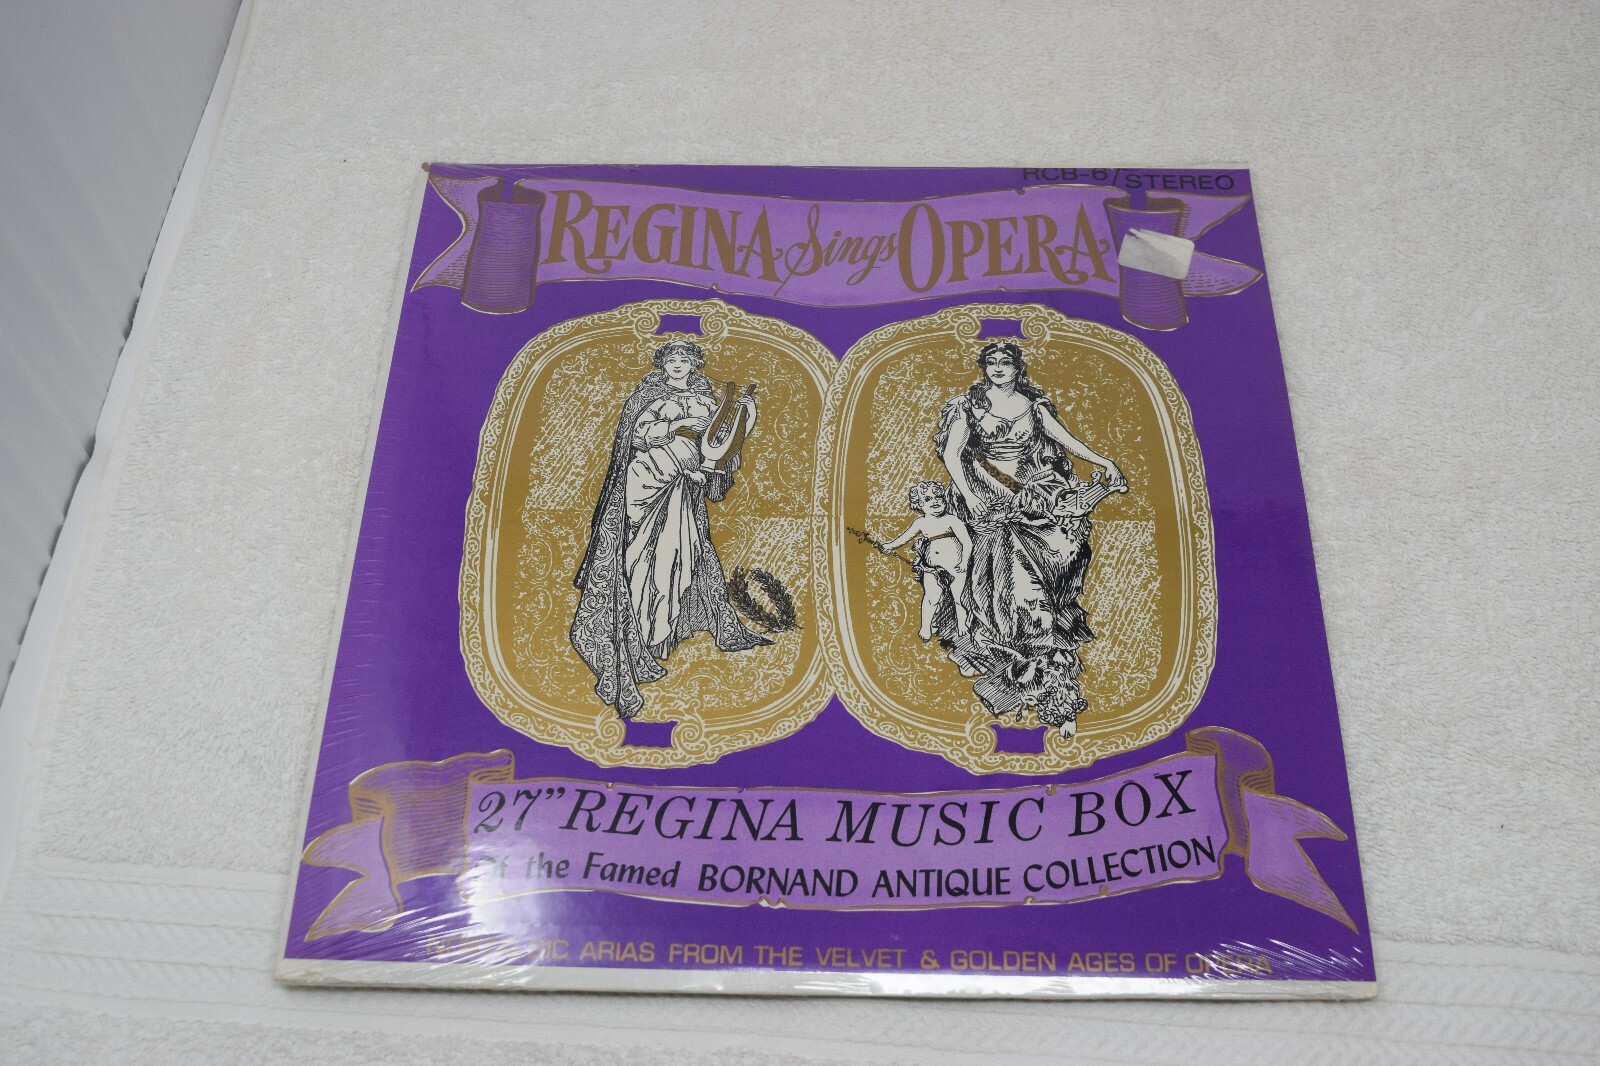 RCB-6/STEREO
REGINA Sings OPERA
27" REGINA MUSIC BOX
Of the Famed BORNAND ANTIQUE COLLECTION
NOSTALGIC ARIAS FROM THE VELVET & GOLDEN AGES OF OPERA